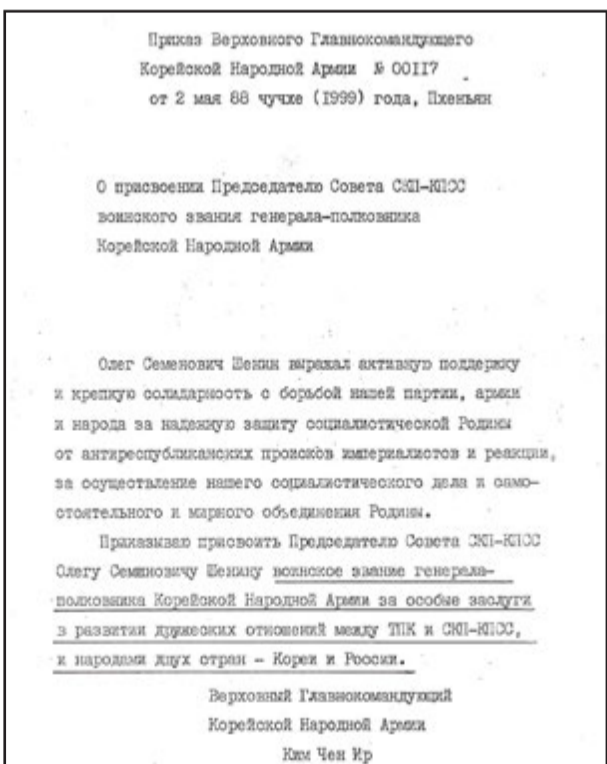 Приказ Верховного Главнокомандующего
Корейской Народной Армии № 00117
от 2 мая 88 чучхе (1999) года, Пхеньян
О присвоении Председателю Совета СКП-КПСС
воинского звания генерала-полковника
Корейской Народной Армии
Олег Семенович Шенин выражал активную поддержку
и крепкую солидарность с борьбой нашей партии, армии
и народа за надежную защиту социалистической Родины
от антиреспубликанских происков империалистов и реакции,
за осуществление нашего социалистического дела и само-
стоятельного и мирного объединения Родины.
Приказываю присвоить Председателю Совета СКП-КПСС
Олегу Семиновичу Шенину воинское звание генерала-
полковника Корейской Народной Армии за особые заслуги
в развитии дружеских отношений между ТПК и СКП-КПСС,
и народами двух стран – Кореи и России.
Верховный Главнокомандующий
Корейской Народной Армии
Ким Чен Ир